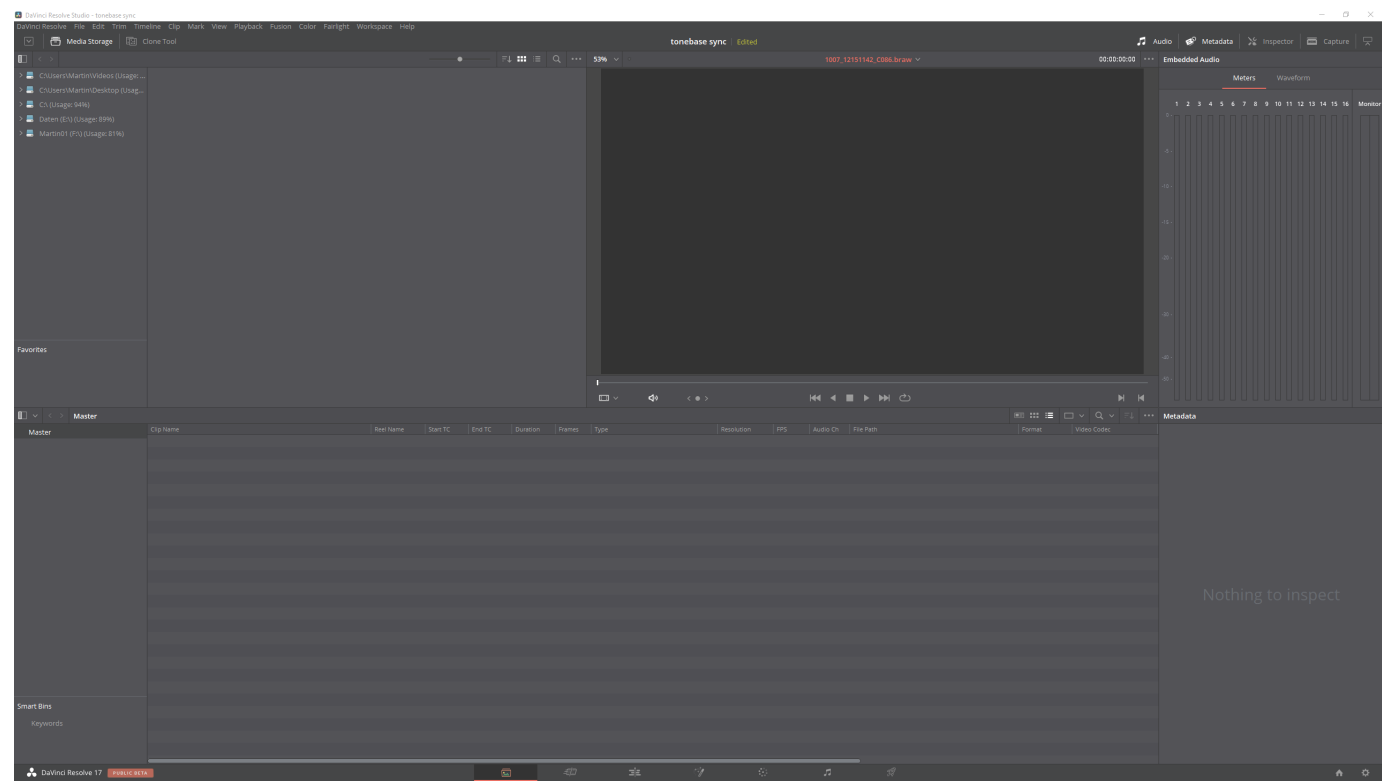 DaVinci Resolve Studio - tonebase sync
DaVinci Resolve File Edit Trim Timeline Clip Mark View Playback Fusion Color Fairlight Workspace Help
Media Storage Clone Tool tonebase sync Edited Audio Metadata Inspector Capture
53% 1007_12151142_C086.braw 00:00:00:00 Embedded Audio
C:\Users\Martin\Videos (Usage: ...
C:\Users\Martin\Desktop (Usag...
C:\ (Usage: 94%)
Daten (E:\) (Usage: 89%)
Martin01 (F:\) (Usage: 81%)
Meters Waveform
1 2 3 4 5 6 7 8 9 10 11 12 13 14 15 16 Monitor
0
-5
-10
-15
-20
Favorites
Master Metadata
Master
Clip Name Reel Name Start TC End TC Duration Frames Type Resolution FPS Audio Ch File Path Format Video Codec
Nothing to inspect
Smart Bins
Keywords
DaVinci Resolve 17 PUBLIC BETA